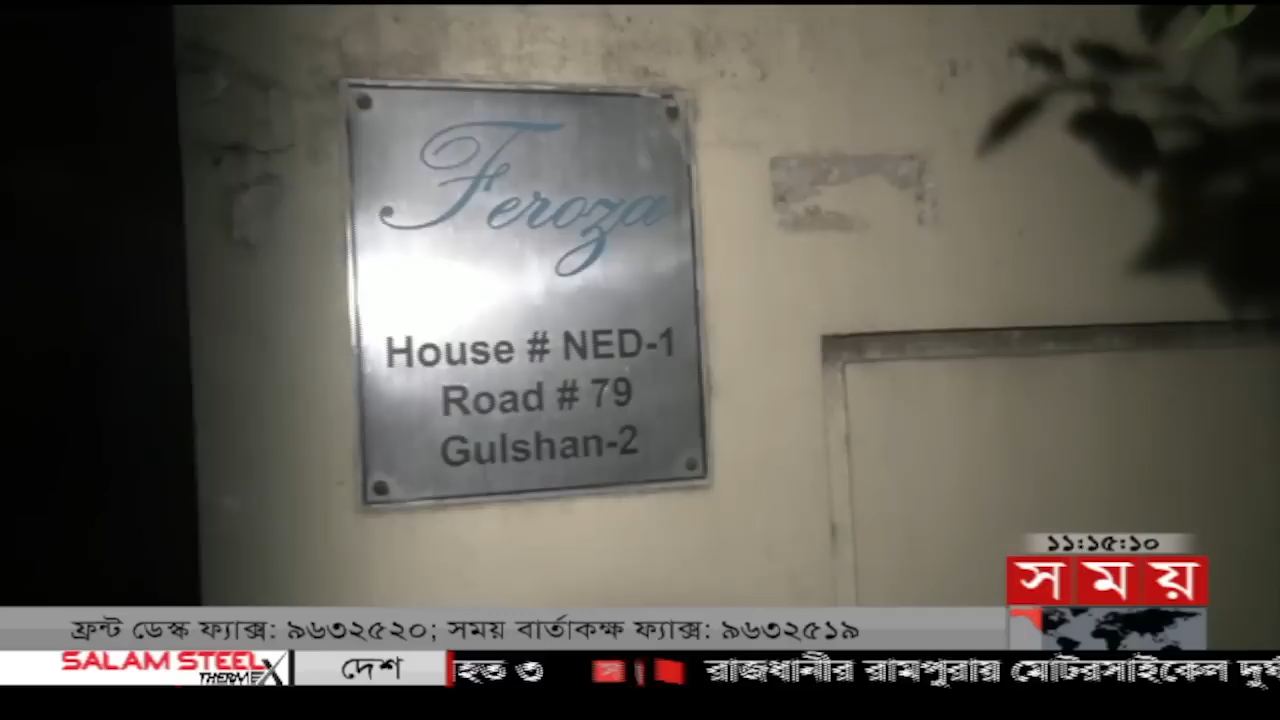 Feroza
House # NED-1
Road # 79
Gulshan-2
১১:১৫:১০
সময়
ফ্রন্ট ডেস্ক ফ্যাক্স: ৯৬৩২৫২০; সময় বার্তাকক্ষ ফ্যাক্স: ৯৬৩২৫১৯
SALAM STEEL
THERMEX
দেশ
হত ৩
রাজধানীর রামপুরায় মোটরসাইকেল